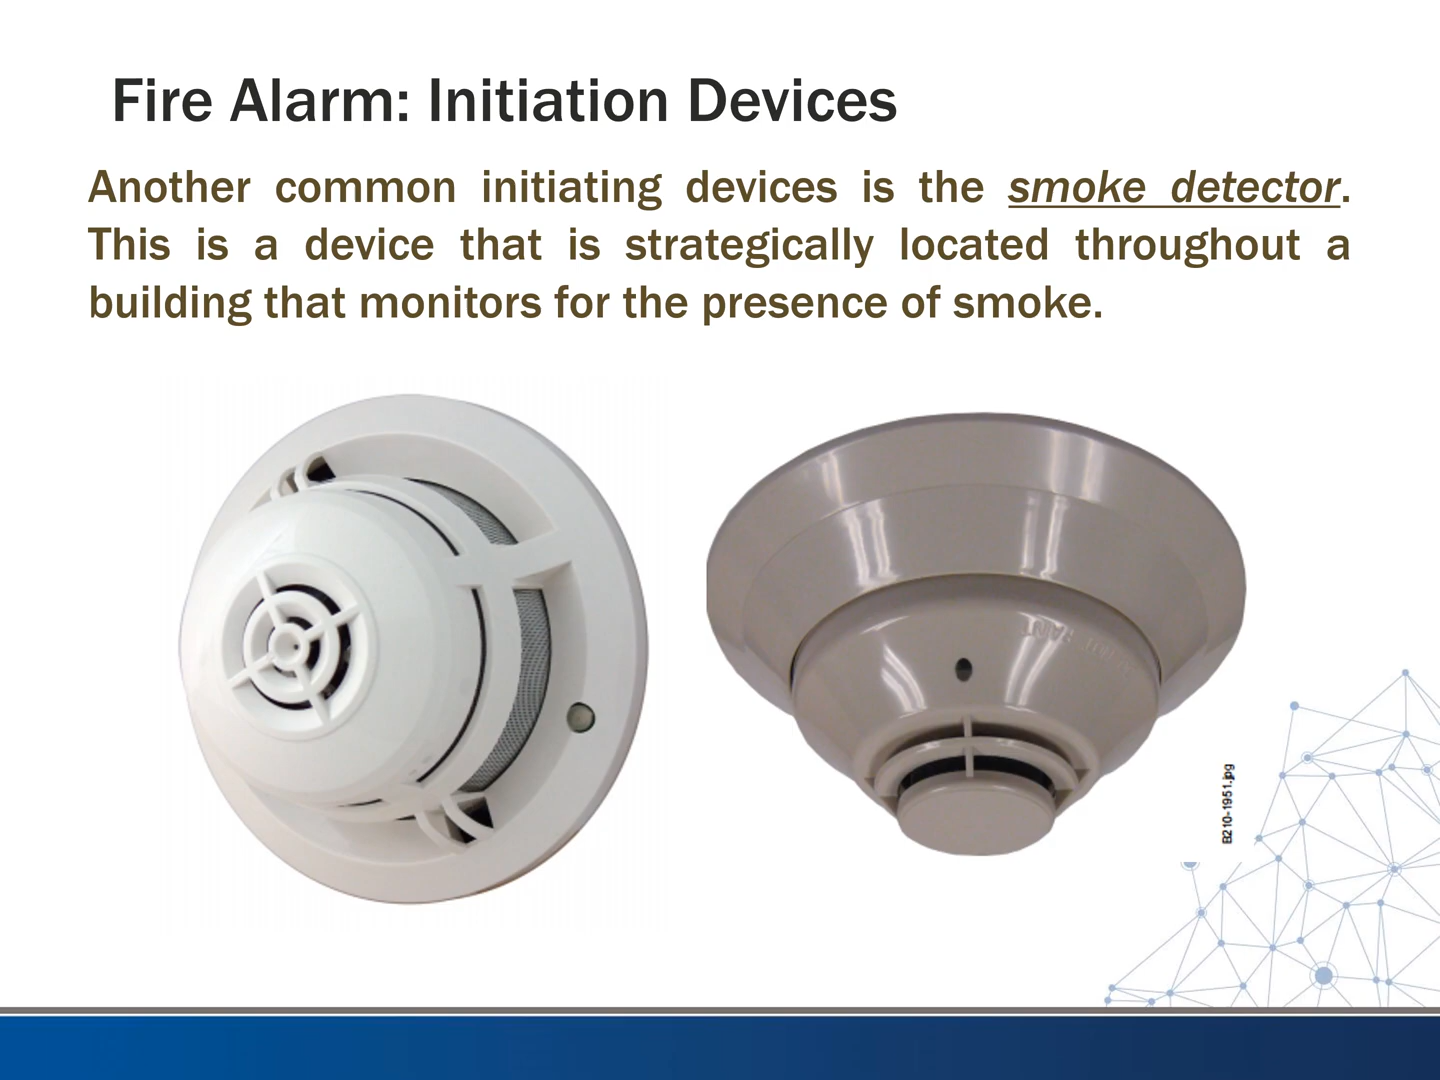 Fire Alarm: Initiation Devices
Another common initiating devices is the smoke detector.
This is a device that is strategically located throughout a
building that monitors for the presence of smoke.
B210-1951.jpg